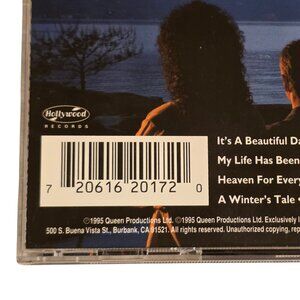 Hollywood
RECORDS
It's A Beautiful Da
My Life Has Been
Heaven For Every
A Winter's Tale •
7 20616 20172 0
℗1995 Queen Productions Ltd. ©1995 Queen Productions Ltd. Exclusively l
500 S. Buena Vista St., Burbank, CA 91521. All rights reserved. Unauthorized copying, rep